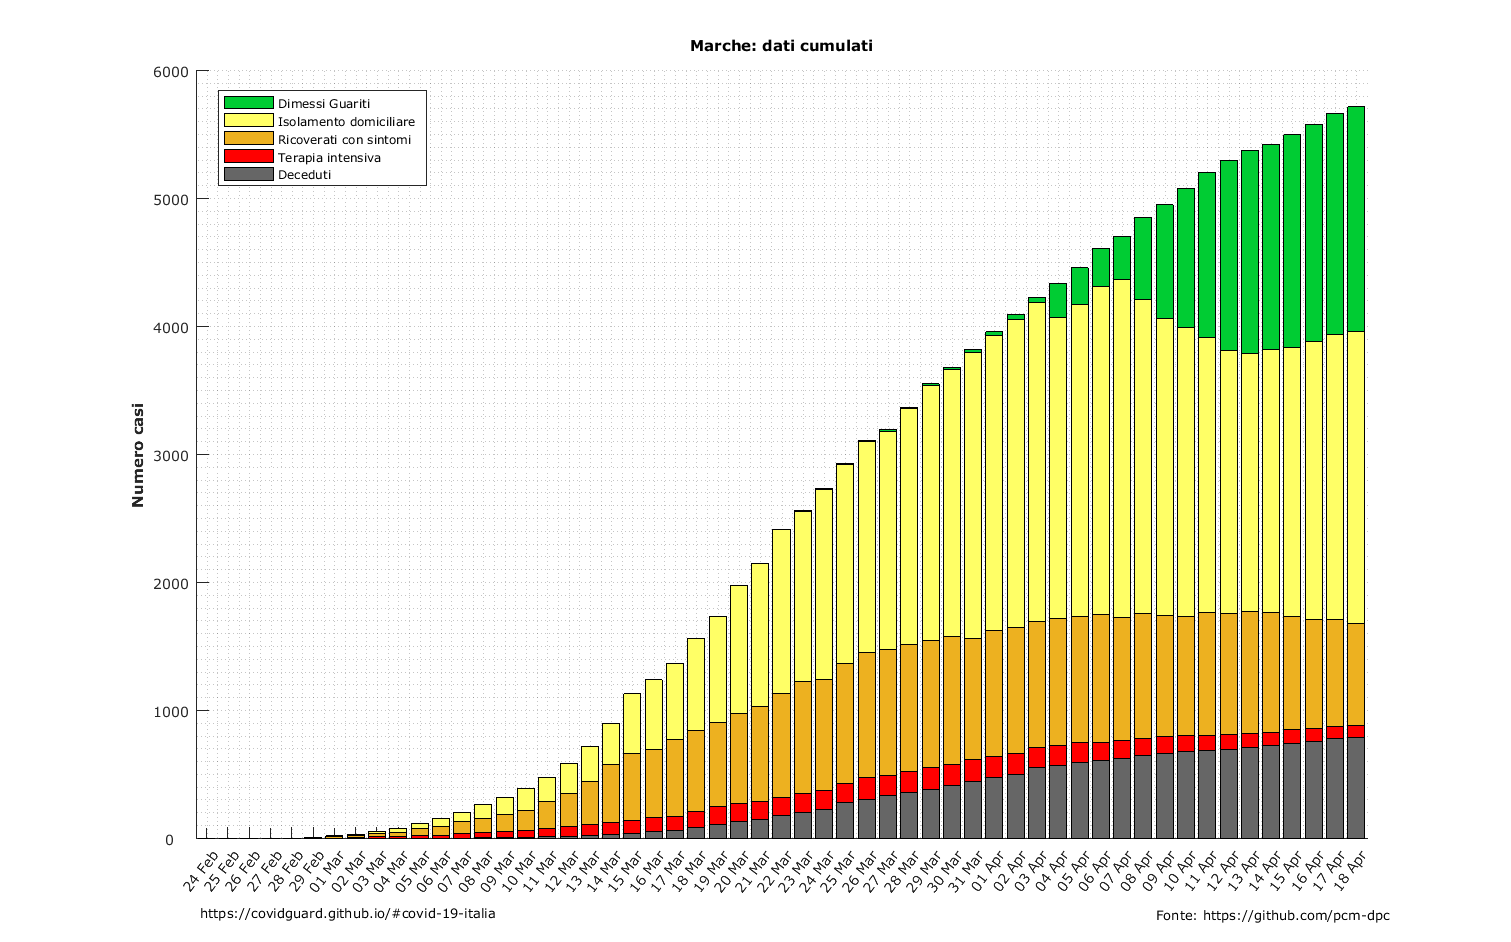 Marche: dati cumulati
Numero casi
6000
5000
4000
3000
2000
1000
0
Dimessi Guariti
Isolamento domiciliare
Ricoverati con sintomi
Terapia intensiva
Deceduti
24 Feb
25 Feb
26 Feb
27 Feb
28 Feb
29 Feb
01 Mar
02 Mar
03 Mar
04 Mar
05 Mar
06 Mar
07 Mar
08 Mar
09 Mar
10 Mar
11 Mar
12 Mar
13 Mar
14 Mar
15 Mar
16 Mar
17 Mar
18 Mar
19 Mar
20 Mar
21 Mar
22 Mar
23 Mar
24 Mar
25 Mar
26 Mar
27 Mar
28 Mar
29 Mar
30 Mar
31 Mar
01 Apr
02 Apr
03 Apr
04 Apr
05 Apr
06 Apr
07 Apr
08 Apr
09 Apr
10 Apr
11 Apr
12 Apr
13 Apr
14 Apr
15 Apr
16 Apr
17 Apr
18 Apr
https://covidguard.github.io/#covid-19-italia
Fonte: https://github.com/pcm-dpc